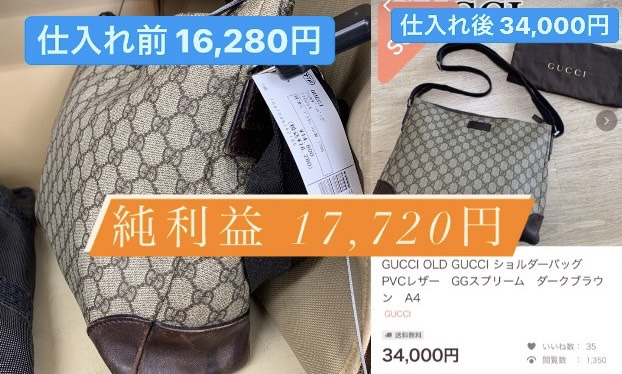 仕入れ前 16,280円
仕入れ後 34,000円
GUCCI
純利益 17,720円
GUCCI OLD GUCCI ショルダーバッグ
PVCレザー GGスプリーム ダークブラウ
ン A4
GUCCI
送料無料
34,000円
いいね数： 35
閲覧数 ： 1,350